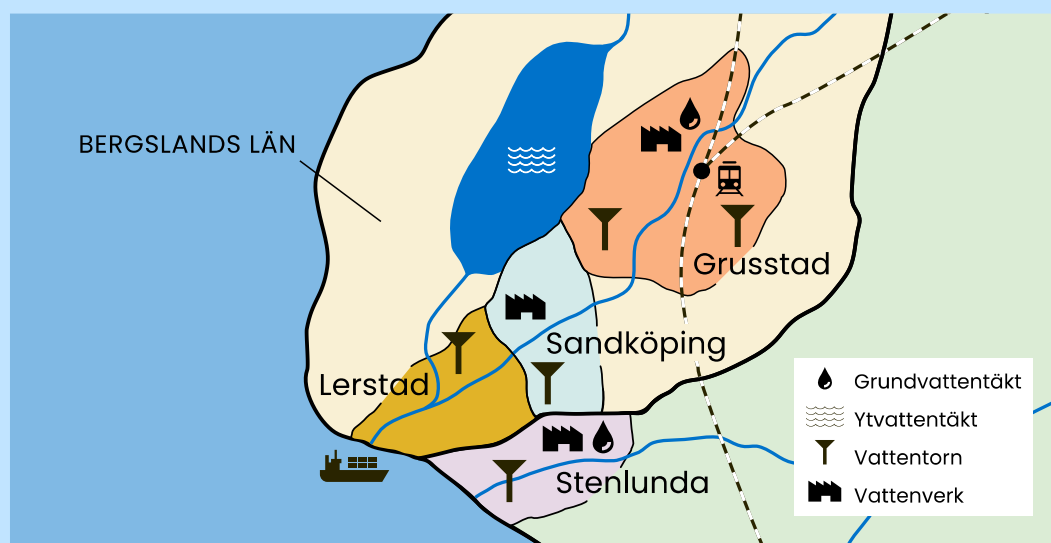 BERGSLANDS LÄN
Grusstad
Sandköping
Lerstad
Stenlunda
Grundvattentäkt
Ytvattentäkt
Vattentorn
Vattenverk